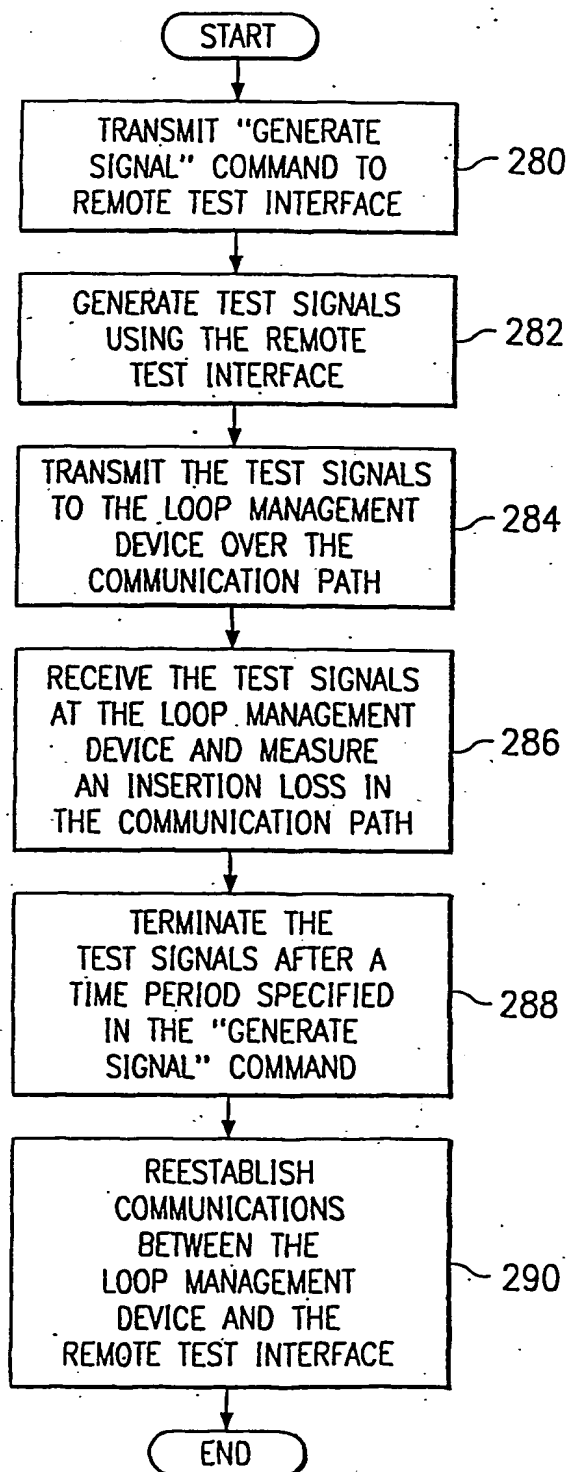 START
TRANSMIT "GENERATE
SIGNAL" COMMAND TO
REMOTE TEST INTERFACE
280
GENERATE TEST SIGNALS
USING THE REMOTE
TEST INTERFACE
282
TRANSMIT THE TEST SIGNALS
TO THE LOOP MANAGEMENT
DEVICE OVER THE
COMMUNICATION PATH
284
RECEIVE THE TEST SIGNALS
AT THE LOOP MANAGEMENT
DEVICE AND MEASURE
AN INSERTION LOSS IN
THE COMMUNICATION PATH
286
TERMINATE THE
TEST SIGNALS AFTER A
TIME PERIOD SPECIFIED
IN THE "GENERATE
SIGNAL" COMMAND
288
REESTABLISH
COMMUNICATIONS
BETWEEN THE
LOOP MANAGEMENT
DEVICE AND THE
REMOTE TEST INTERFACE
290
END